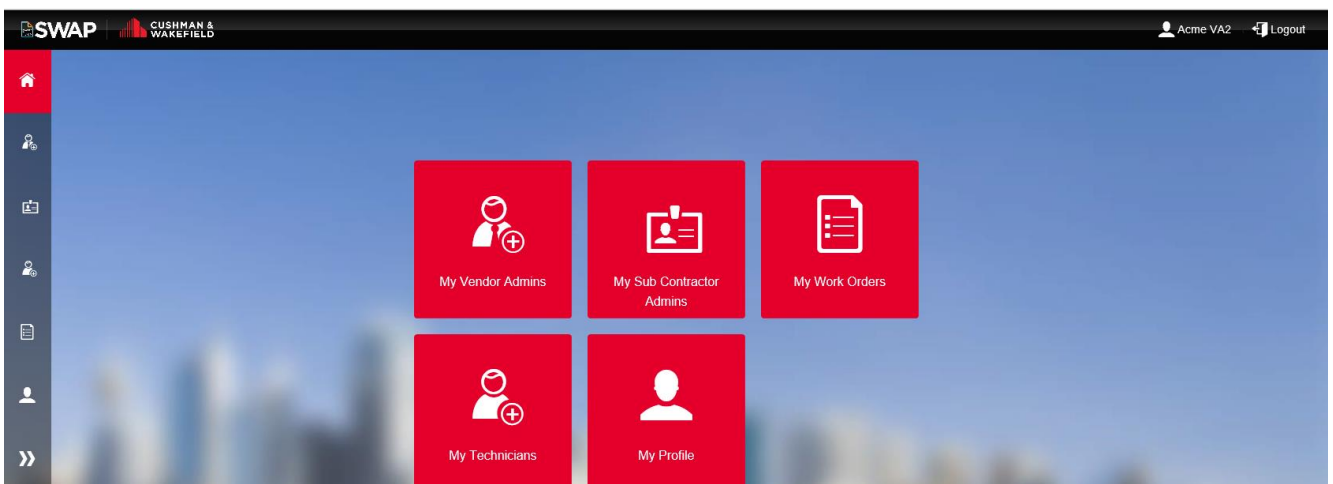 SWAP
CUSHMAN &
WAKEFIELD
Acme VA2
Logout
My Vendor Admins
My Sub Contractor
Admins
My Work Orders
My Technicians
My Profile